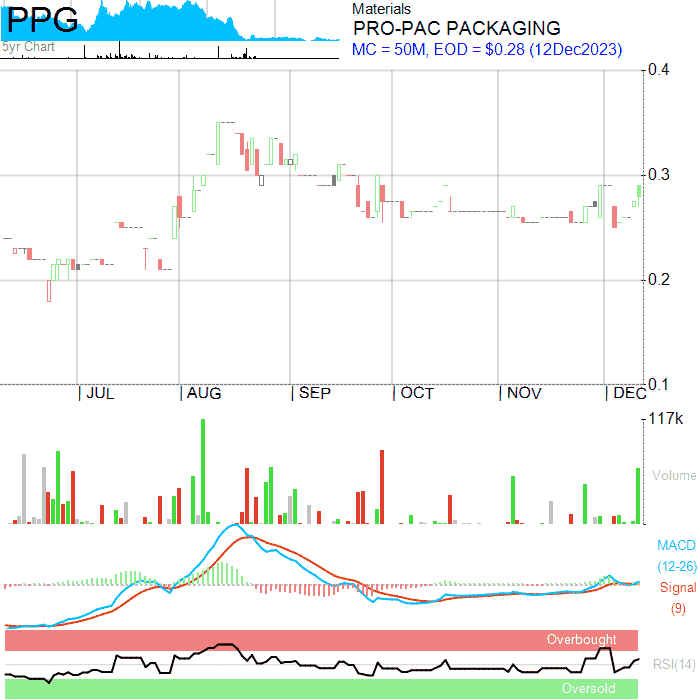 PPG
5yr Chart
Materials
PRO-PAC PACKAGING
MC = 50M, EOD = $0.28 (12Dec2023)
0.4
0.3
0.2
0.1
JUL
AUG
SEP
OCT
NOV
DEC
117k
Volume
MACD
(12-26)
Signal
(9)
Overbought
RSI(14)
Oversold